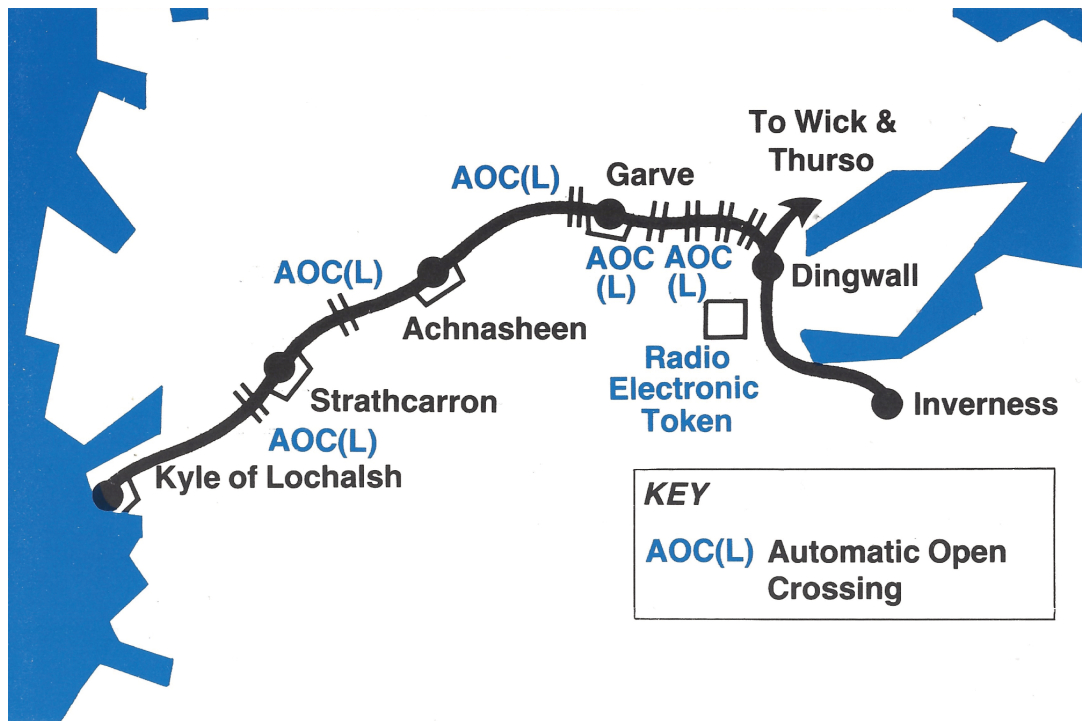 To Wick &
Thurso
AOC(L)
Garve
AOC
(L)
AOC
(L)
Dingwall
AOC(L)
Achnasheen
Radio
Electronic
Token
Strathcarron
Inverness
AOC(L)
Kyle of Lochalsh
KEY
AOC(L) Automatic Open
Crossing